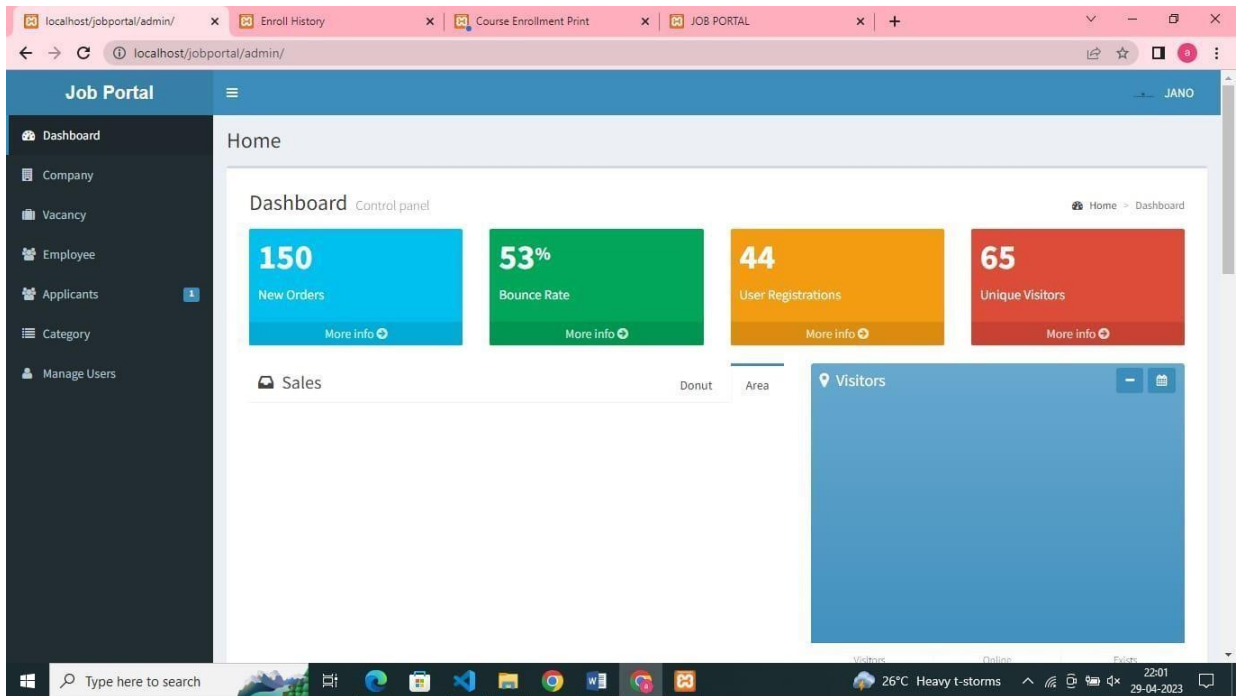 localhost/jobportal/admin/ Enroll History Course Enrollment Print JOB PORTAL
localhost/jobportal/admin/ a
Job Portal JANO
Dashboard
Company
Vacancy
Employee
Applicants 1
Category
Manage Users
Home
Dashboard Control panel
Home > Dashboard
150
New Orders
More info
53%
Bounce Rate
More info
44
User Registrations
More info
65
Unique Visitors
More info
Sales
Donut Area
Visitors
Visitors Online Exists
Type here to search
26°C Heavy t-storms
22:01
29-04-2023